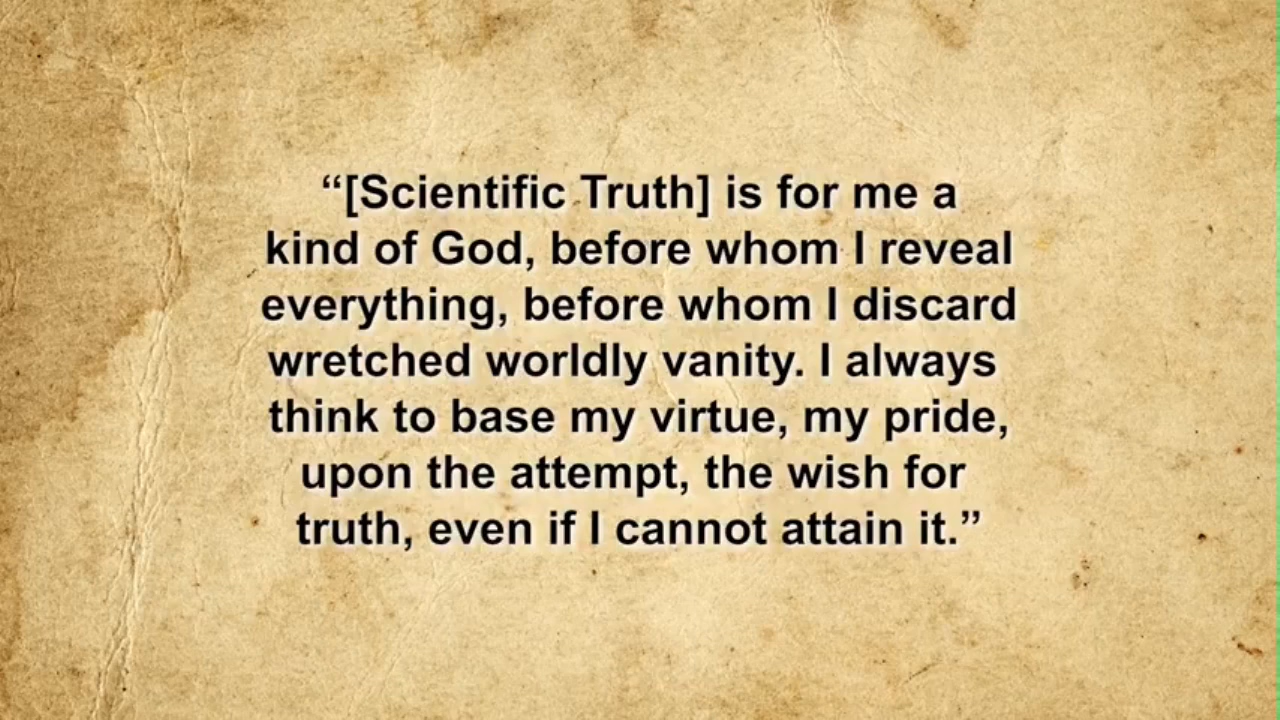 “[Scientific Truth] is for me a
kind of God, before whom I reveal
everything, before whom I discard
wretched worldly vanity. I always
think to base my virtue, my pride,
upon the attempt, the wish for
truth, even if I cannot attain it.”